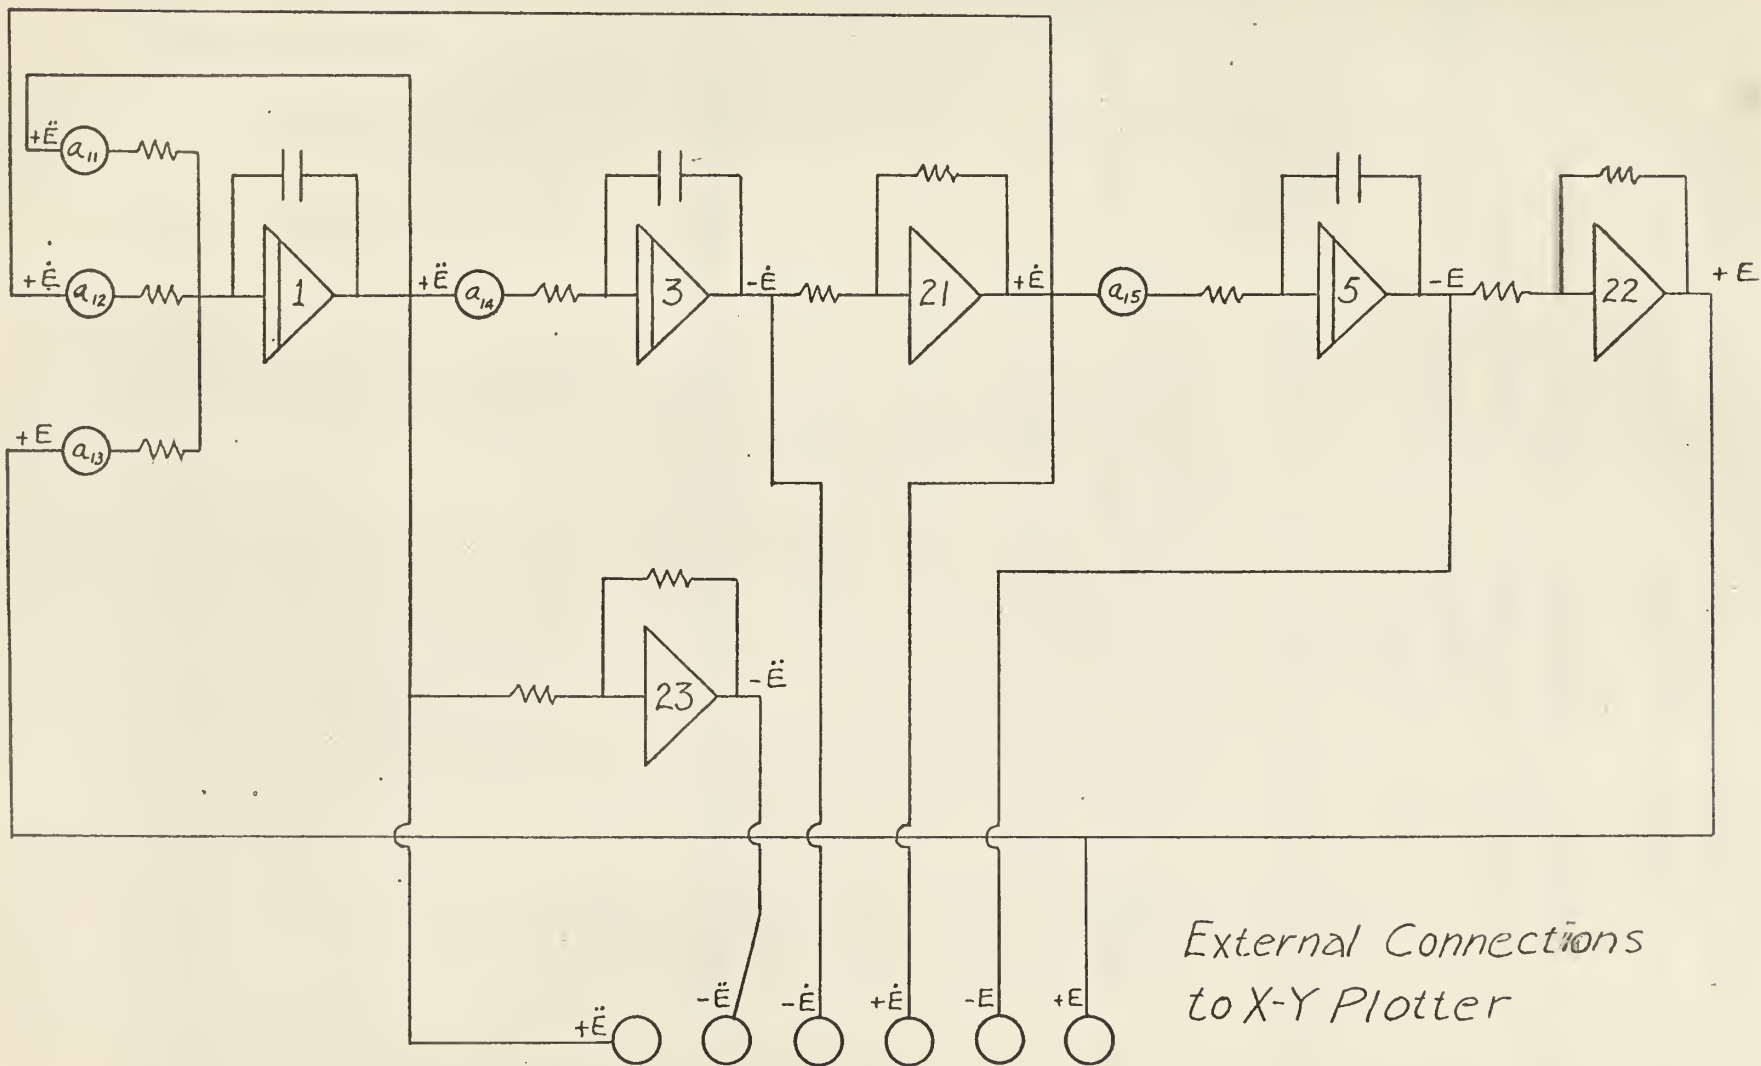 +Ë a₁₁
+Ė a₁₂
1
+Ë a₁₄
3
-Ė
21
+Ė
a₁₅
5
-E
22
+E
+E a₁₃
23
-Ë
External Connections
to X-Y Plotter
+Ë
-Ë
-Ė
+Ė
-E
+E